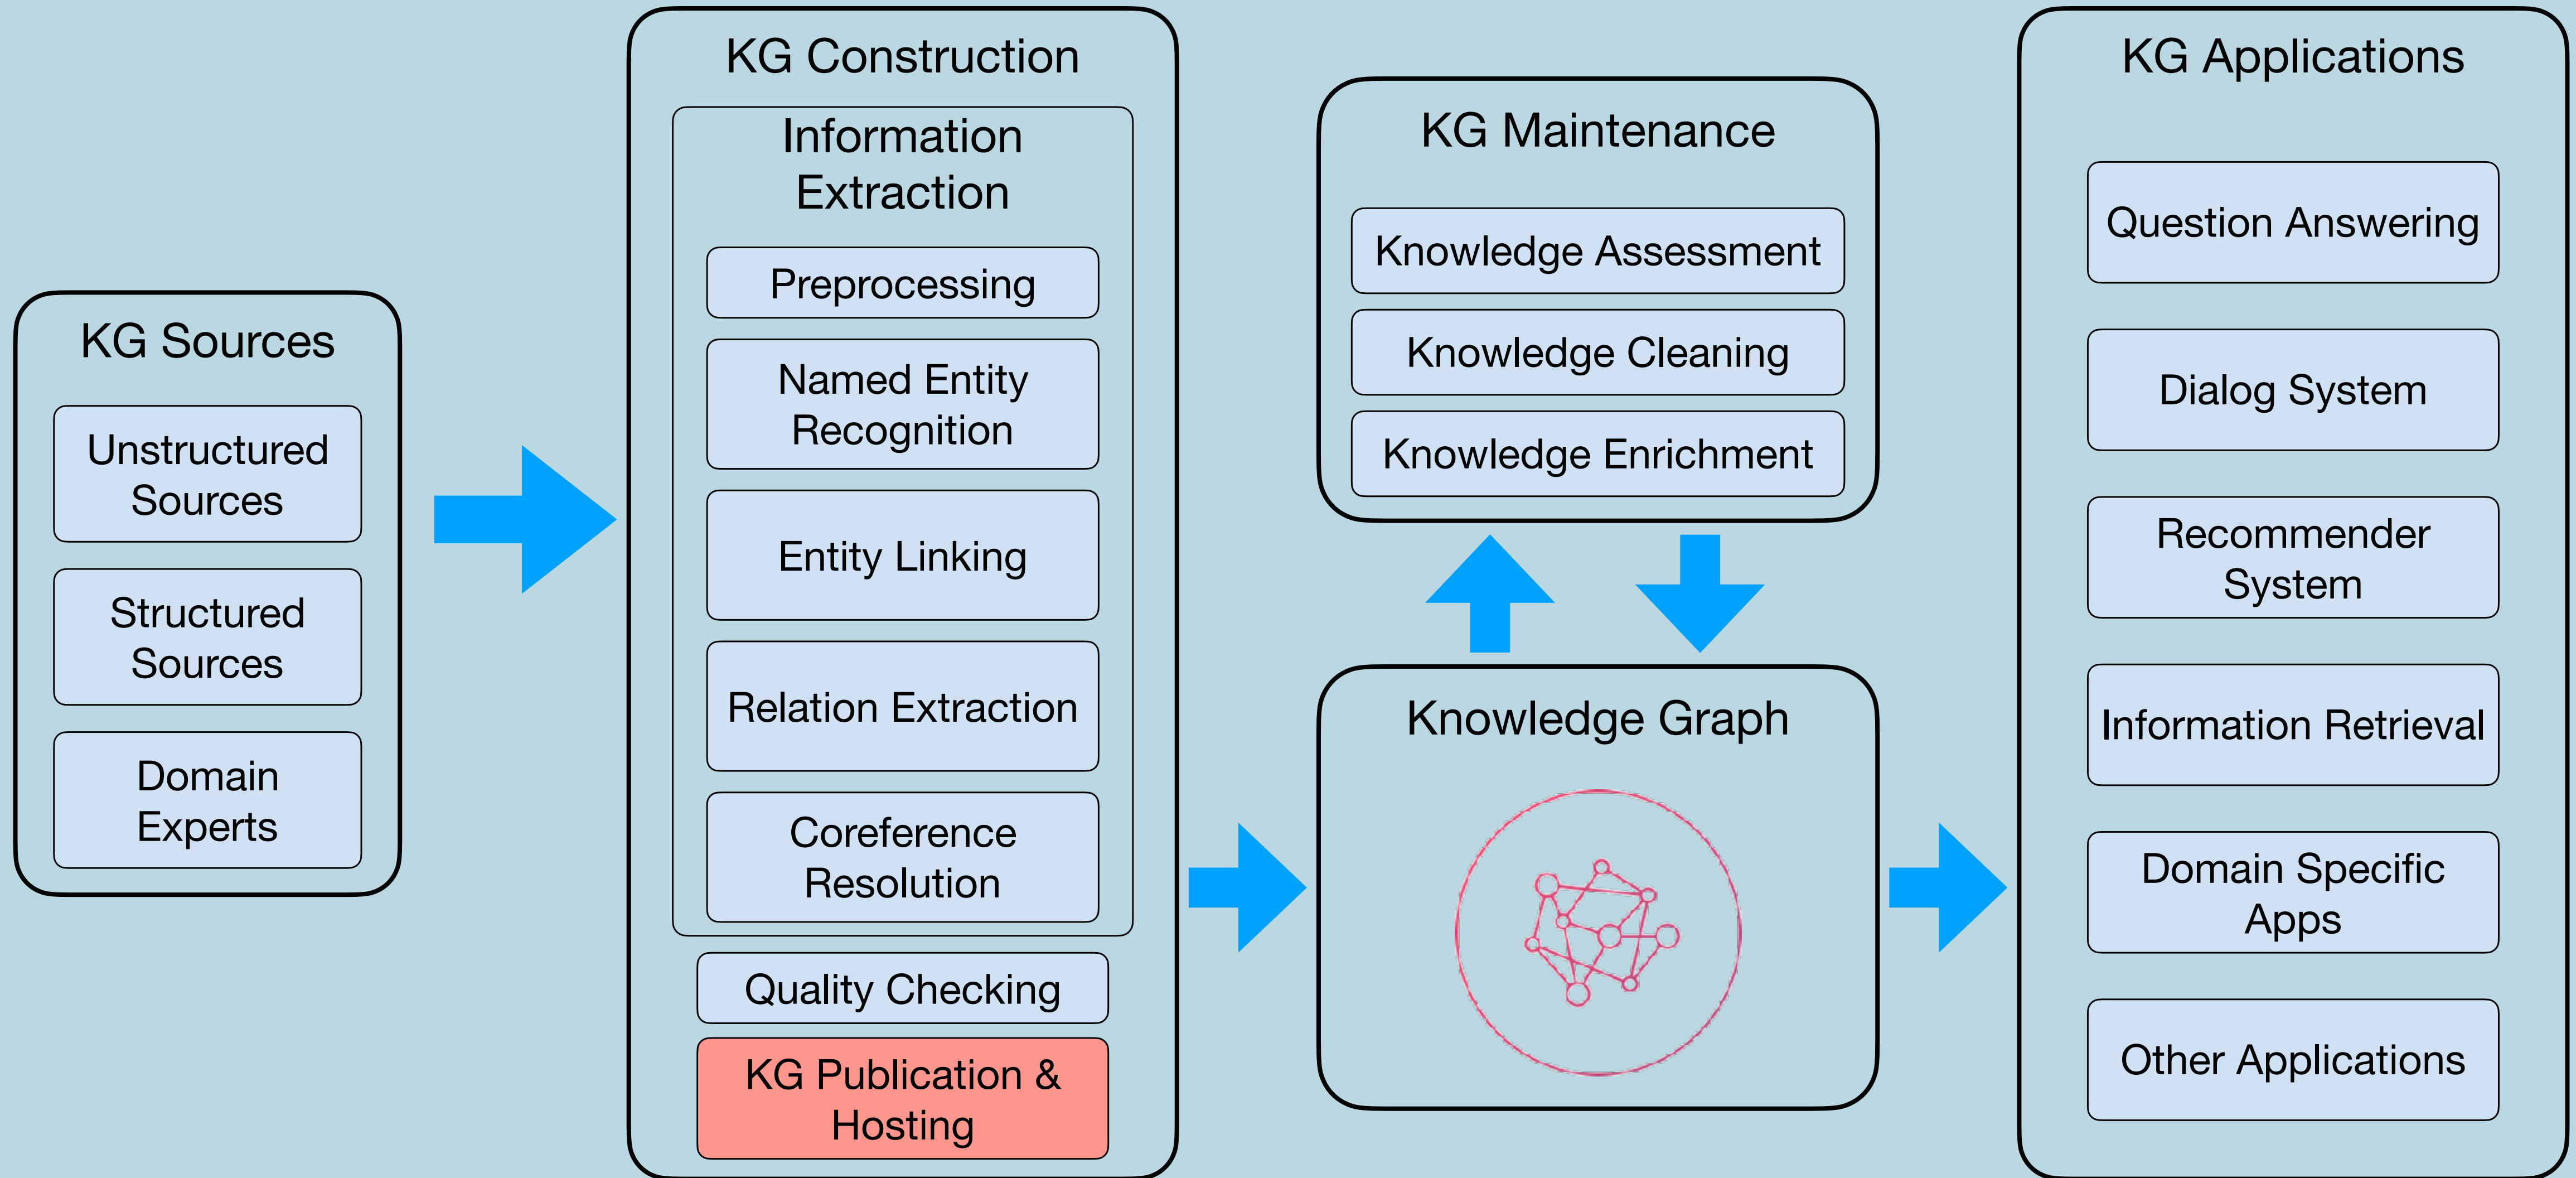 KG Sources
Unstructured
Sources
Structured
Sources
Domain
Experts
KG Construction
Information
Extraction
Preprocessing
Named Entity
Recognition
Entity Linking
Relation Extraction
Coreference
Resolution
Quality Checking
KG Publication &
Hosting
KG Maintenance
Knowledge Assessment
Knowledge Cleaning
Knowledge Enrichment
Knowledge Graph
KG Applications
Question Answering
Dialog System
Recommender
System
Information Retrieval
Domain Specific
Apps
Other Applications